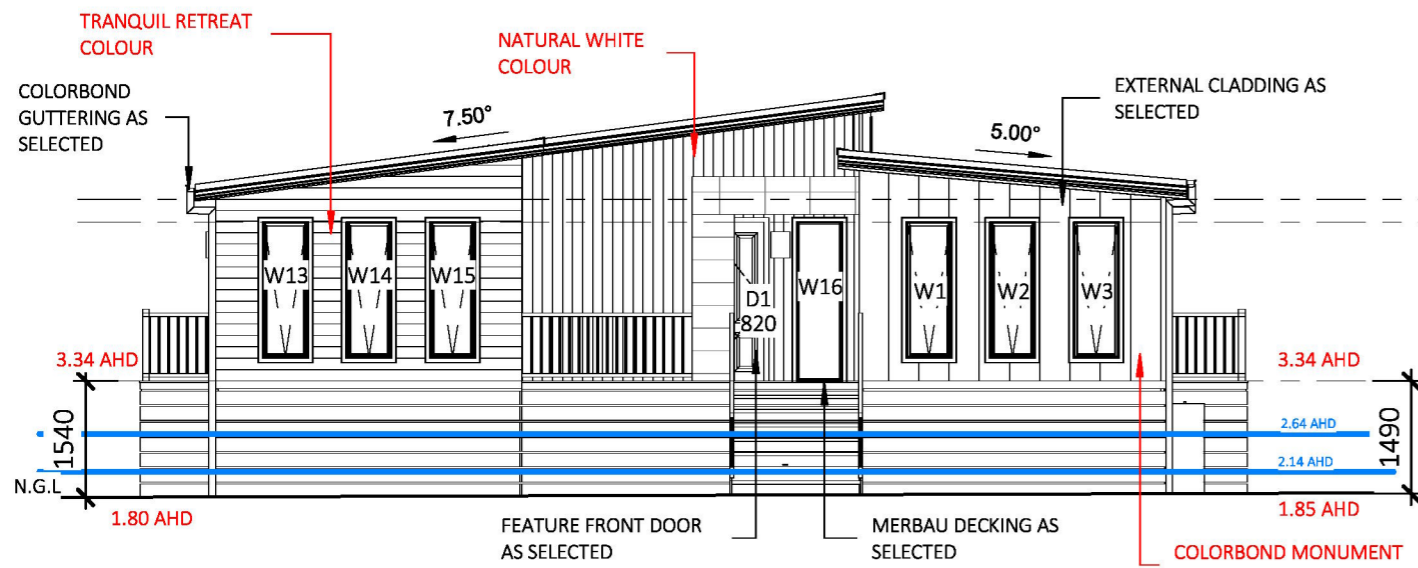 TRANQUIL RETREAT
COLOUR
NATURAL WHITE
COLOUR
COLORBOND
GUTTERING AS
SELECTED
EXTERNAL CLADDING AS
SELECTED
7.50°
5.00°
W13
W14
W15
D1
820
W16
W1
W2
W3
3.34 AHD
3.34 AHD
1540
1490
2.64 AHD
2.14 AHD
N.G.L
1.80 AHD
1.85 AHD
FEATURE FRONT DOOR
AS SELECTED
MERBAU DECKING AS
SELECTED
COLORBOND MONUMENT